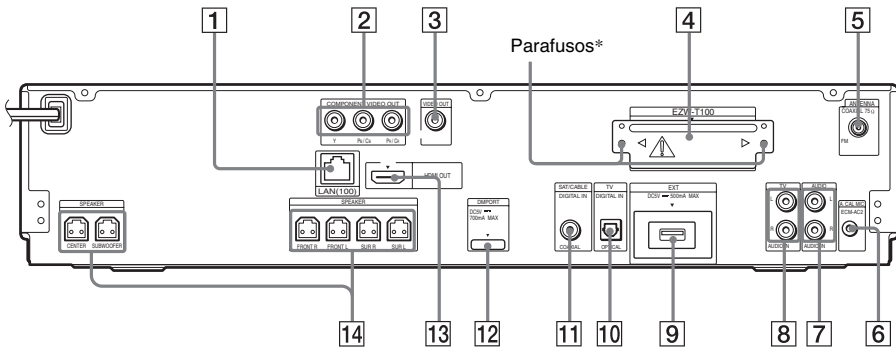 1 2 3 4 5
Parafusos*
COMPONENT VIDEO OUT
Y PB / CB PR / CR
VIDEO OUT
EZW-T100
ANTENNA
COAXIAL 75Ω
FM
LAN(100)
HDMI OUT
SPEAKER
CENTER SUBWOOFER
SPEAKER
FRONT R FRONT L SUR R SUR L
DMPORT
DC5V
700mA MAX
SAT/CABLE
DIGITAL IN
COAXIAL
TV
DIGITAL IN
OPTICAL
EXT
DC5V 500mA MAX
TV
L
R
AUDIO IN
AUDIO
L
R
AUDIO IN
A. CAL MIC
ECM-AC2
14 13 12 11 10 9 8 7 6